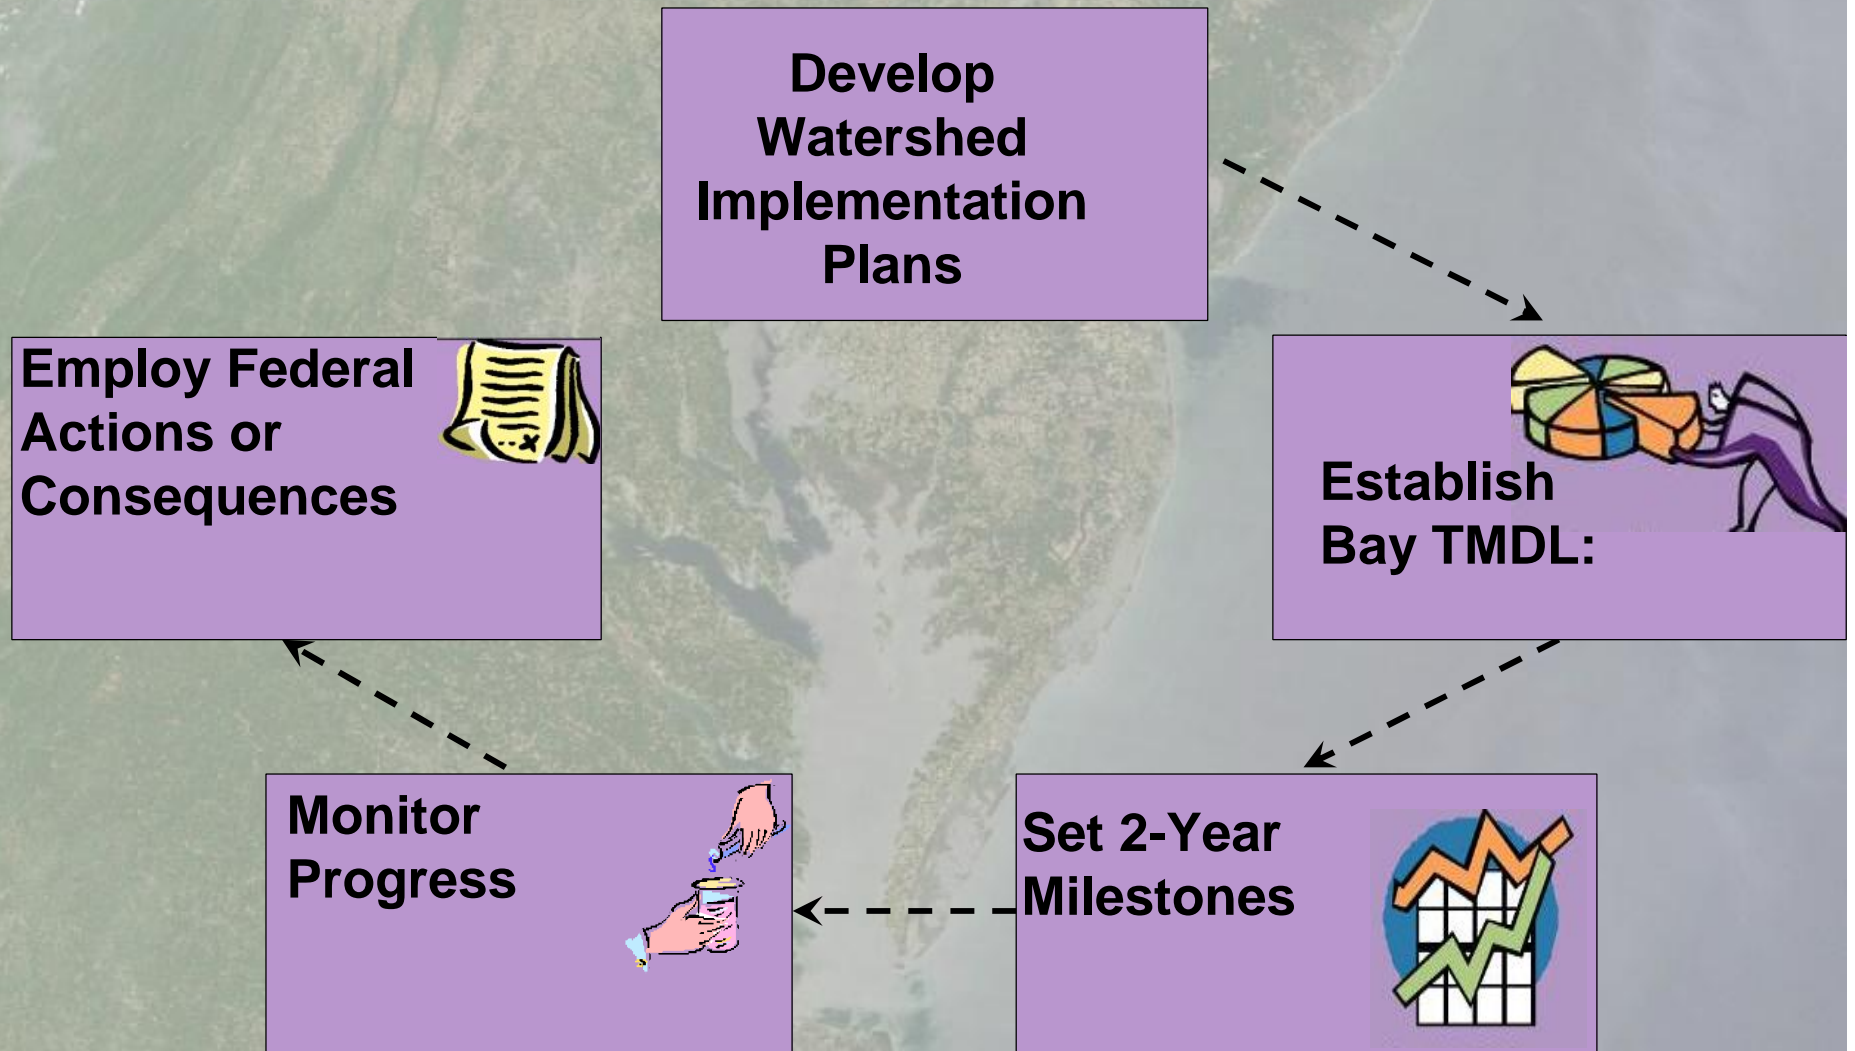 Develop
Watershed
Implementation
Plans
Employ Federal
Actions or
Consequences
Establish
Bay TMDL:
Monitor
Progress
Set 2-Year
Milestones